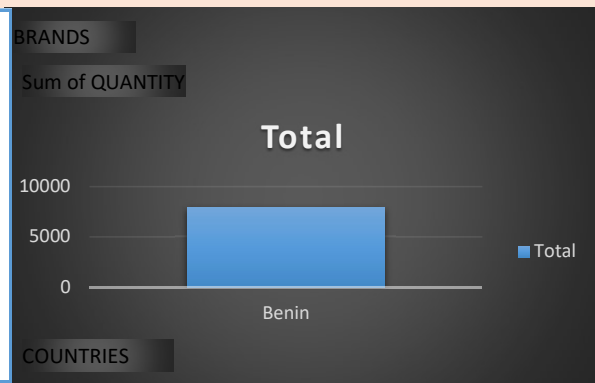 BRANDS
Sum of QUANTITY
Total
10000
5000
0
Total
Benin
COUNTRIES